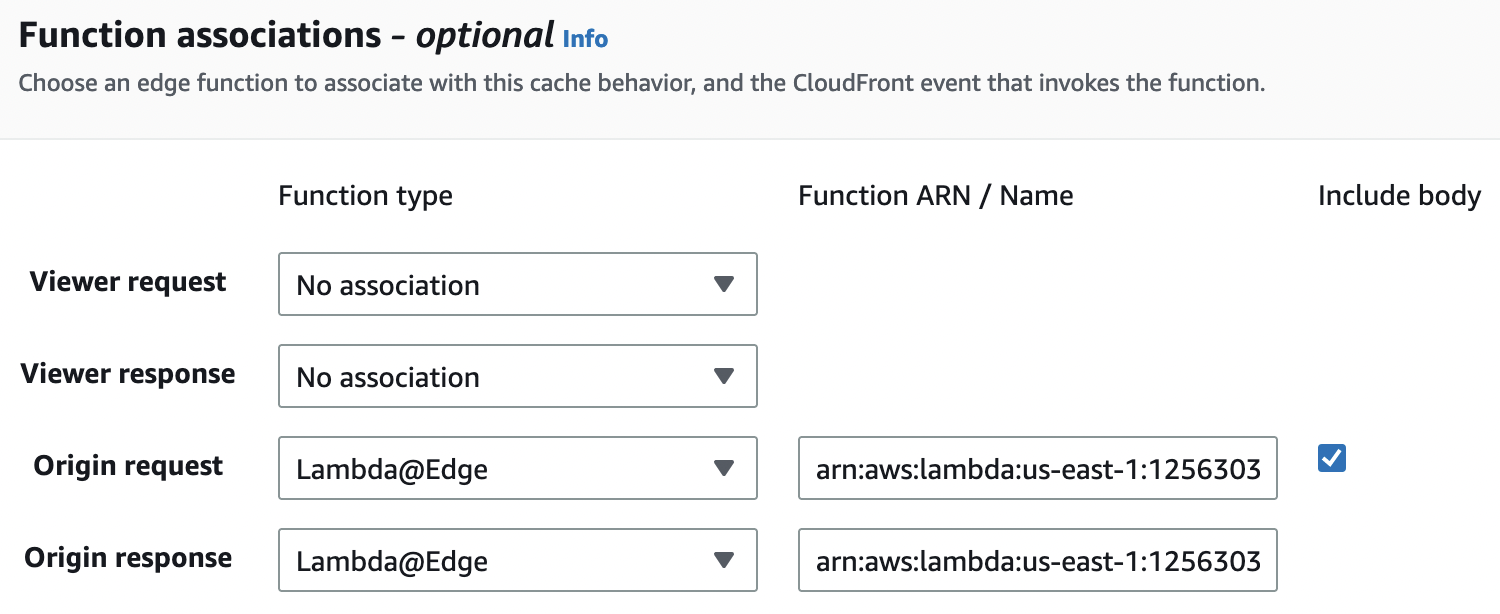 Function associations - optional Info
Choose an edge function to associate with this cache behavior, and the CloudFront event that invokes the function.
Function type Function ARN / Name Include body
Viewer request No association
Viewer response No association
Origin request Lambda@Edge arn:aws:lambda:us-east-1:1256303
Origin response Lambda@Edge arn:aws:lambda:us-east-1:1256303